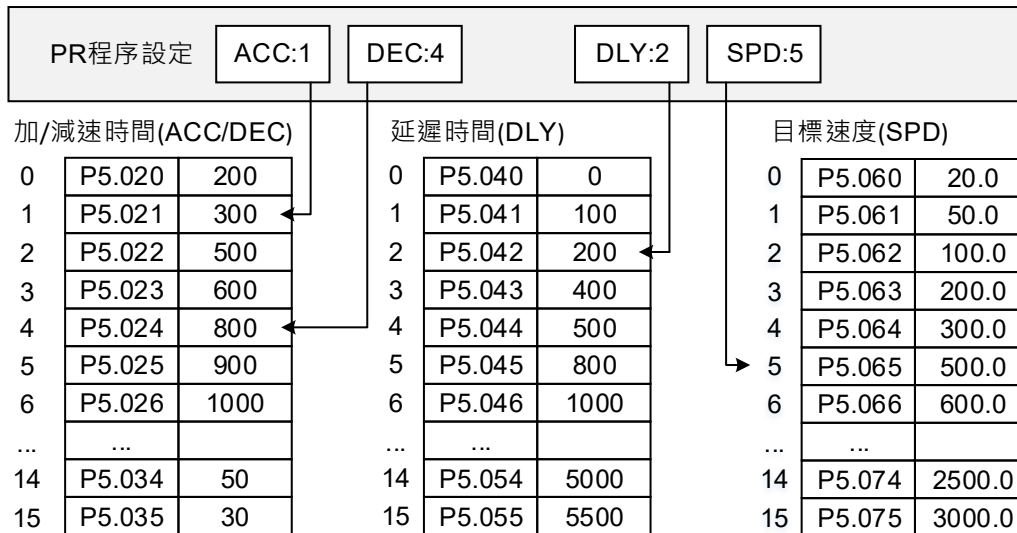 PR程序設定 ACC:1 DEC:4 DLY:2 SPD:5
加/減速時間(ACC/DEC) 延遲時間(DLY) 目標速度(SPD)
0 P5.020 200 0 P5.040 0 0 P5.060 20.0
1 P5.021 300 1 P5.041 100 1 P5.061 50.0
2 P5.022 500 2 P5.042 200 2 P5.062 100.0
3 P5.023 600 3 P5.043 400 3 P5.063 200.0
4 P5.024 800 4 P5.044 500 4 P5.064 300.0
5 P5.025 900 5 P5.045 800 5 P5.065 500.0
6 P5.026 1000 6 P5.046 1000 6 P5.066 600.0
... ... ... ... ... ...
14 P5.034 50 14 P5.054 5000 14 P5.074 2500.0
15 P5.035 30 15 P5.055 5500 15 P5.075 3000.0